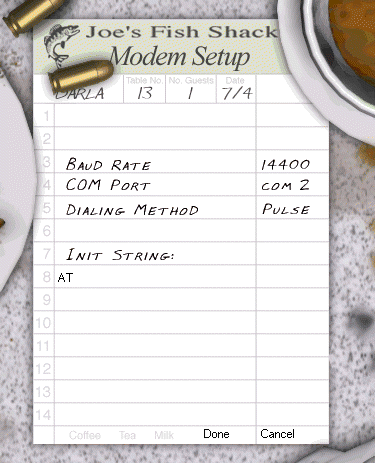 Joe's Fish Shack
Modem Setup
Table No. No. Guests Date
DARLA 13 1 7/4
1
2
3 BAUD RATE 14400
4 COM PORT COM 2
5 DIALING METHOD PULSE
6
7 INIT STRING:
8 AT
9
10
11
12
13
14
Coffee Tea Milk Done Cancel